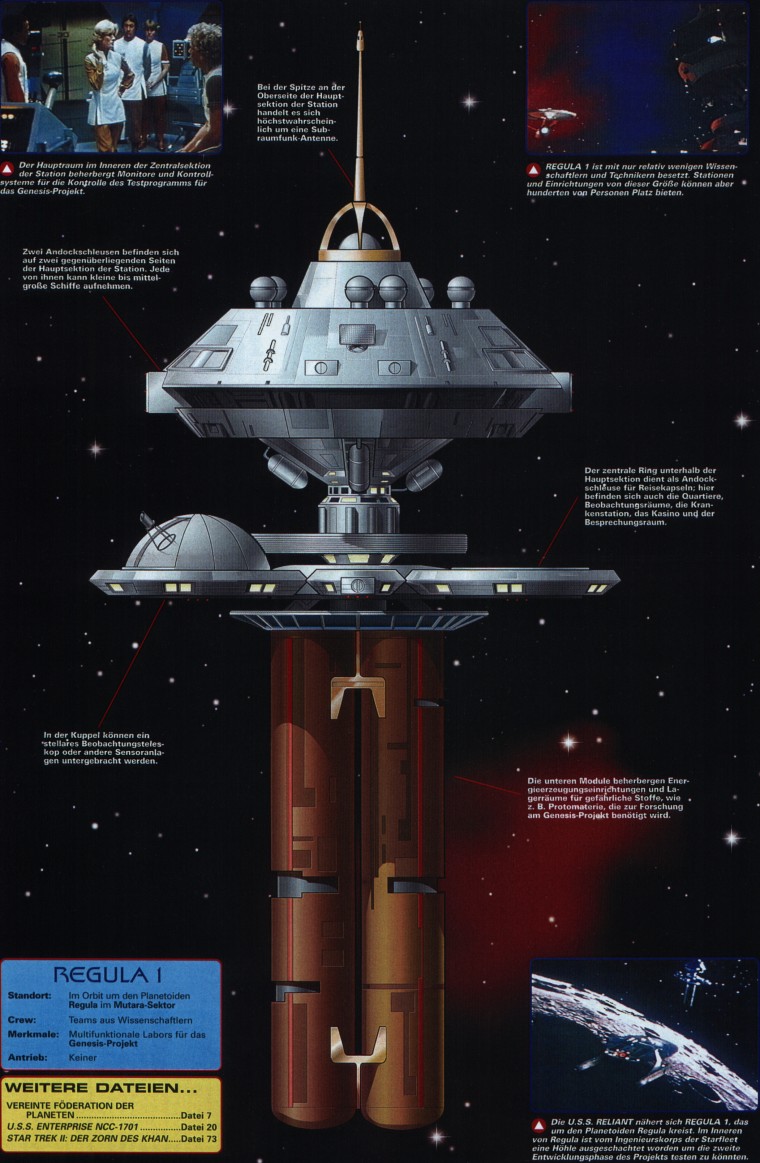 Bei der Spitze an der
Oberseite der Haupt-
sektion der Station
handelt es sich
höchstwahrschein-
lich um eine Sub-
raumfunk-Antenne.
Der Hauptraum im Inneren der Zentralsektion
der Station beherbergt Monitore und Kontroll-
systeme für die Kontrolle des Testprogramms für
das Genesis-Projekt.
REGULA 1 ist mit nur relativ wenigen Wissen-
schaftlern und Technikern besetzt. Stationen
und Einrichtungen von dieser Größe können aber
hunderten von Personen Platz bieten.
Zwei Andockschleusen befinden sich
auf zwei gegenüberliegenden Seiten
der Hauptsektion der Station. Jede
von ihnen kann kleine bis mittel-
große Schiffe aufnehmen.
Der zentrale Ring unterhalb der
Hauptsektion dient als Andock-
schleuse für Reisekapseln; hier
befinden sich auch die Quartiere,
Beobachtungsräume, die Kran-
kenstation, das Kasino und der
Besprechungsraum.
In der Kuppel können ein
stellares Beobachtungsteles-
kop oder andere Sensoranla-
gen untergebracht werden.
Die unteren Module beherbergen Ener-
gieerzeugungseinrichtungen und La-
gerräume für gefährliche Stoffe, wie
z. B. Protomaterie, die zur Forschung
am Genesis-Projekt benötigt wird.
REGULA 1
Standort: Im Orbit um den Planetoiden
Regula im Mutara-Sektor
Crew: Teams aus Wissenschaftlern
Merkmale: Multifunktionale Labors für das
Genesis-Projekt
Antrieb: Keiner
WEITERE DATEIEN...
VEREINTE FÖDERATION DER
PLANETEN ........................Datei 7
U.S.S. ENTERPRISE NCC-1701 .........Datei 20
STAR TREK II: DER ZORN DES KHAN....Datei 73
Die U.S.S. RELIANT nähert sich REGULA 1, das
um den Planetoiden Regula kreist. Im Inneren
von Regula ist vom Ingenieurskorps der Starfleet
eine Höhle ausgeschachtet worden um die zweite
Entwicklungsphase des Projekts testen zu können.